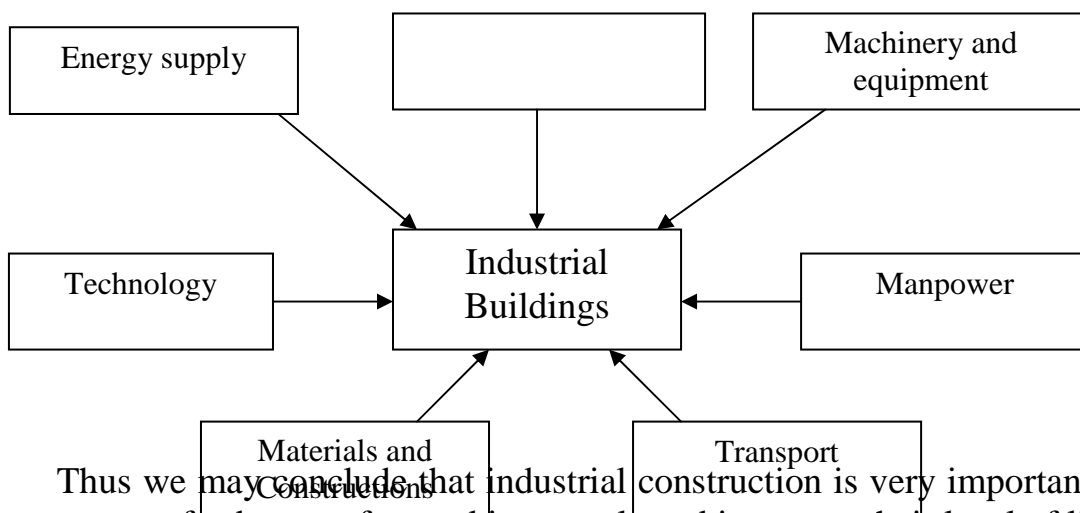 Energy supply
Machinery and
equipment
Industrial
Buildings
Technology
Manpower
Materials and
Constructions
Transport
Thus we may conclude that industrial construction is very importan